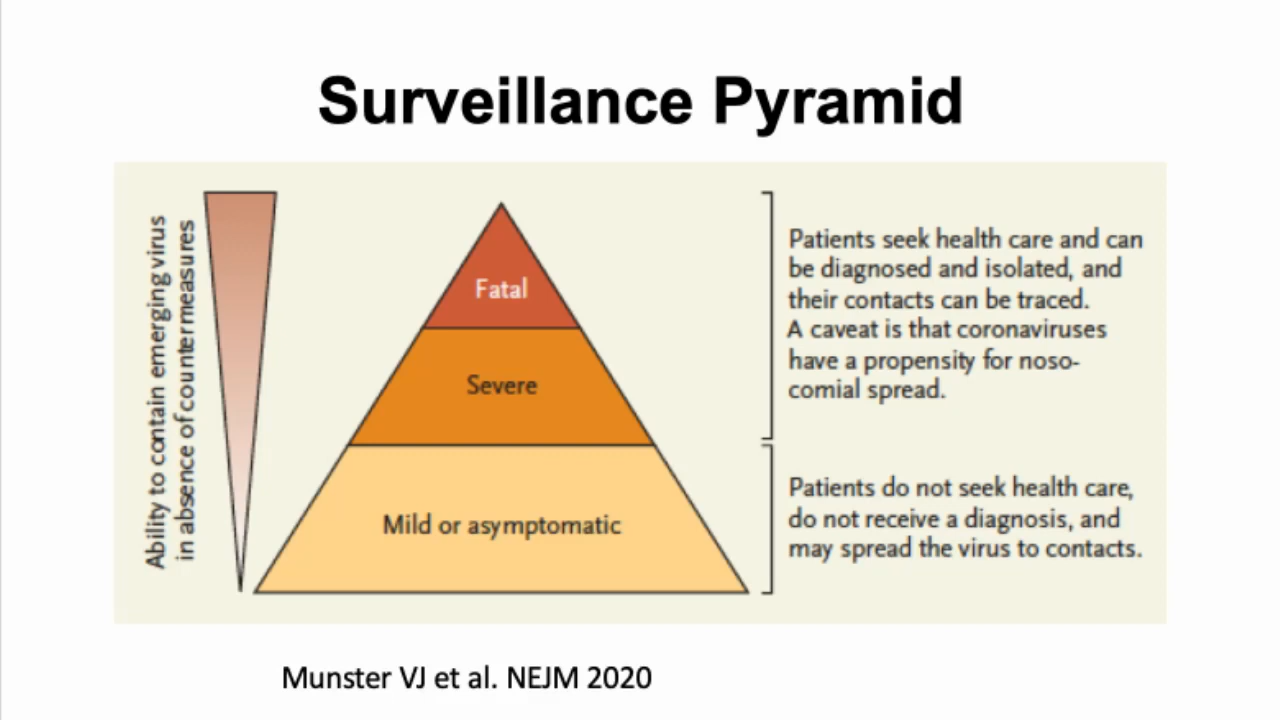 Surveillance Pyramid
Ability to contain emerging virus
in absence of countermeasures
Fatal
Severe
Mild or asymptomatic
Patients seek health care and can
be diagnosed and isolated, and
their contacts can be traced.
A caveat is that coronaviruses
have a propensity for noso-
comial spread.
Patients do not seek health care,
do not receive a diagnosis, and
may spread the virus to contacts.
Munster VJ et al. NEJM 2020